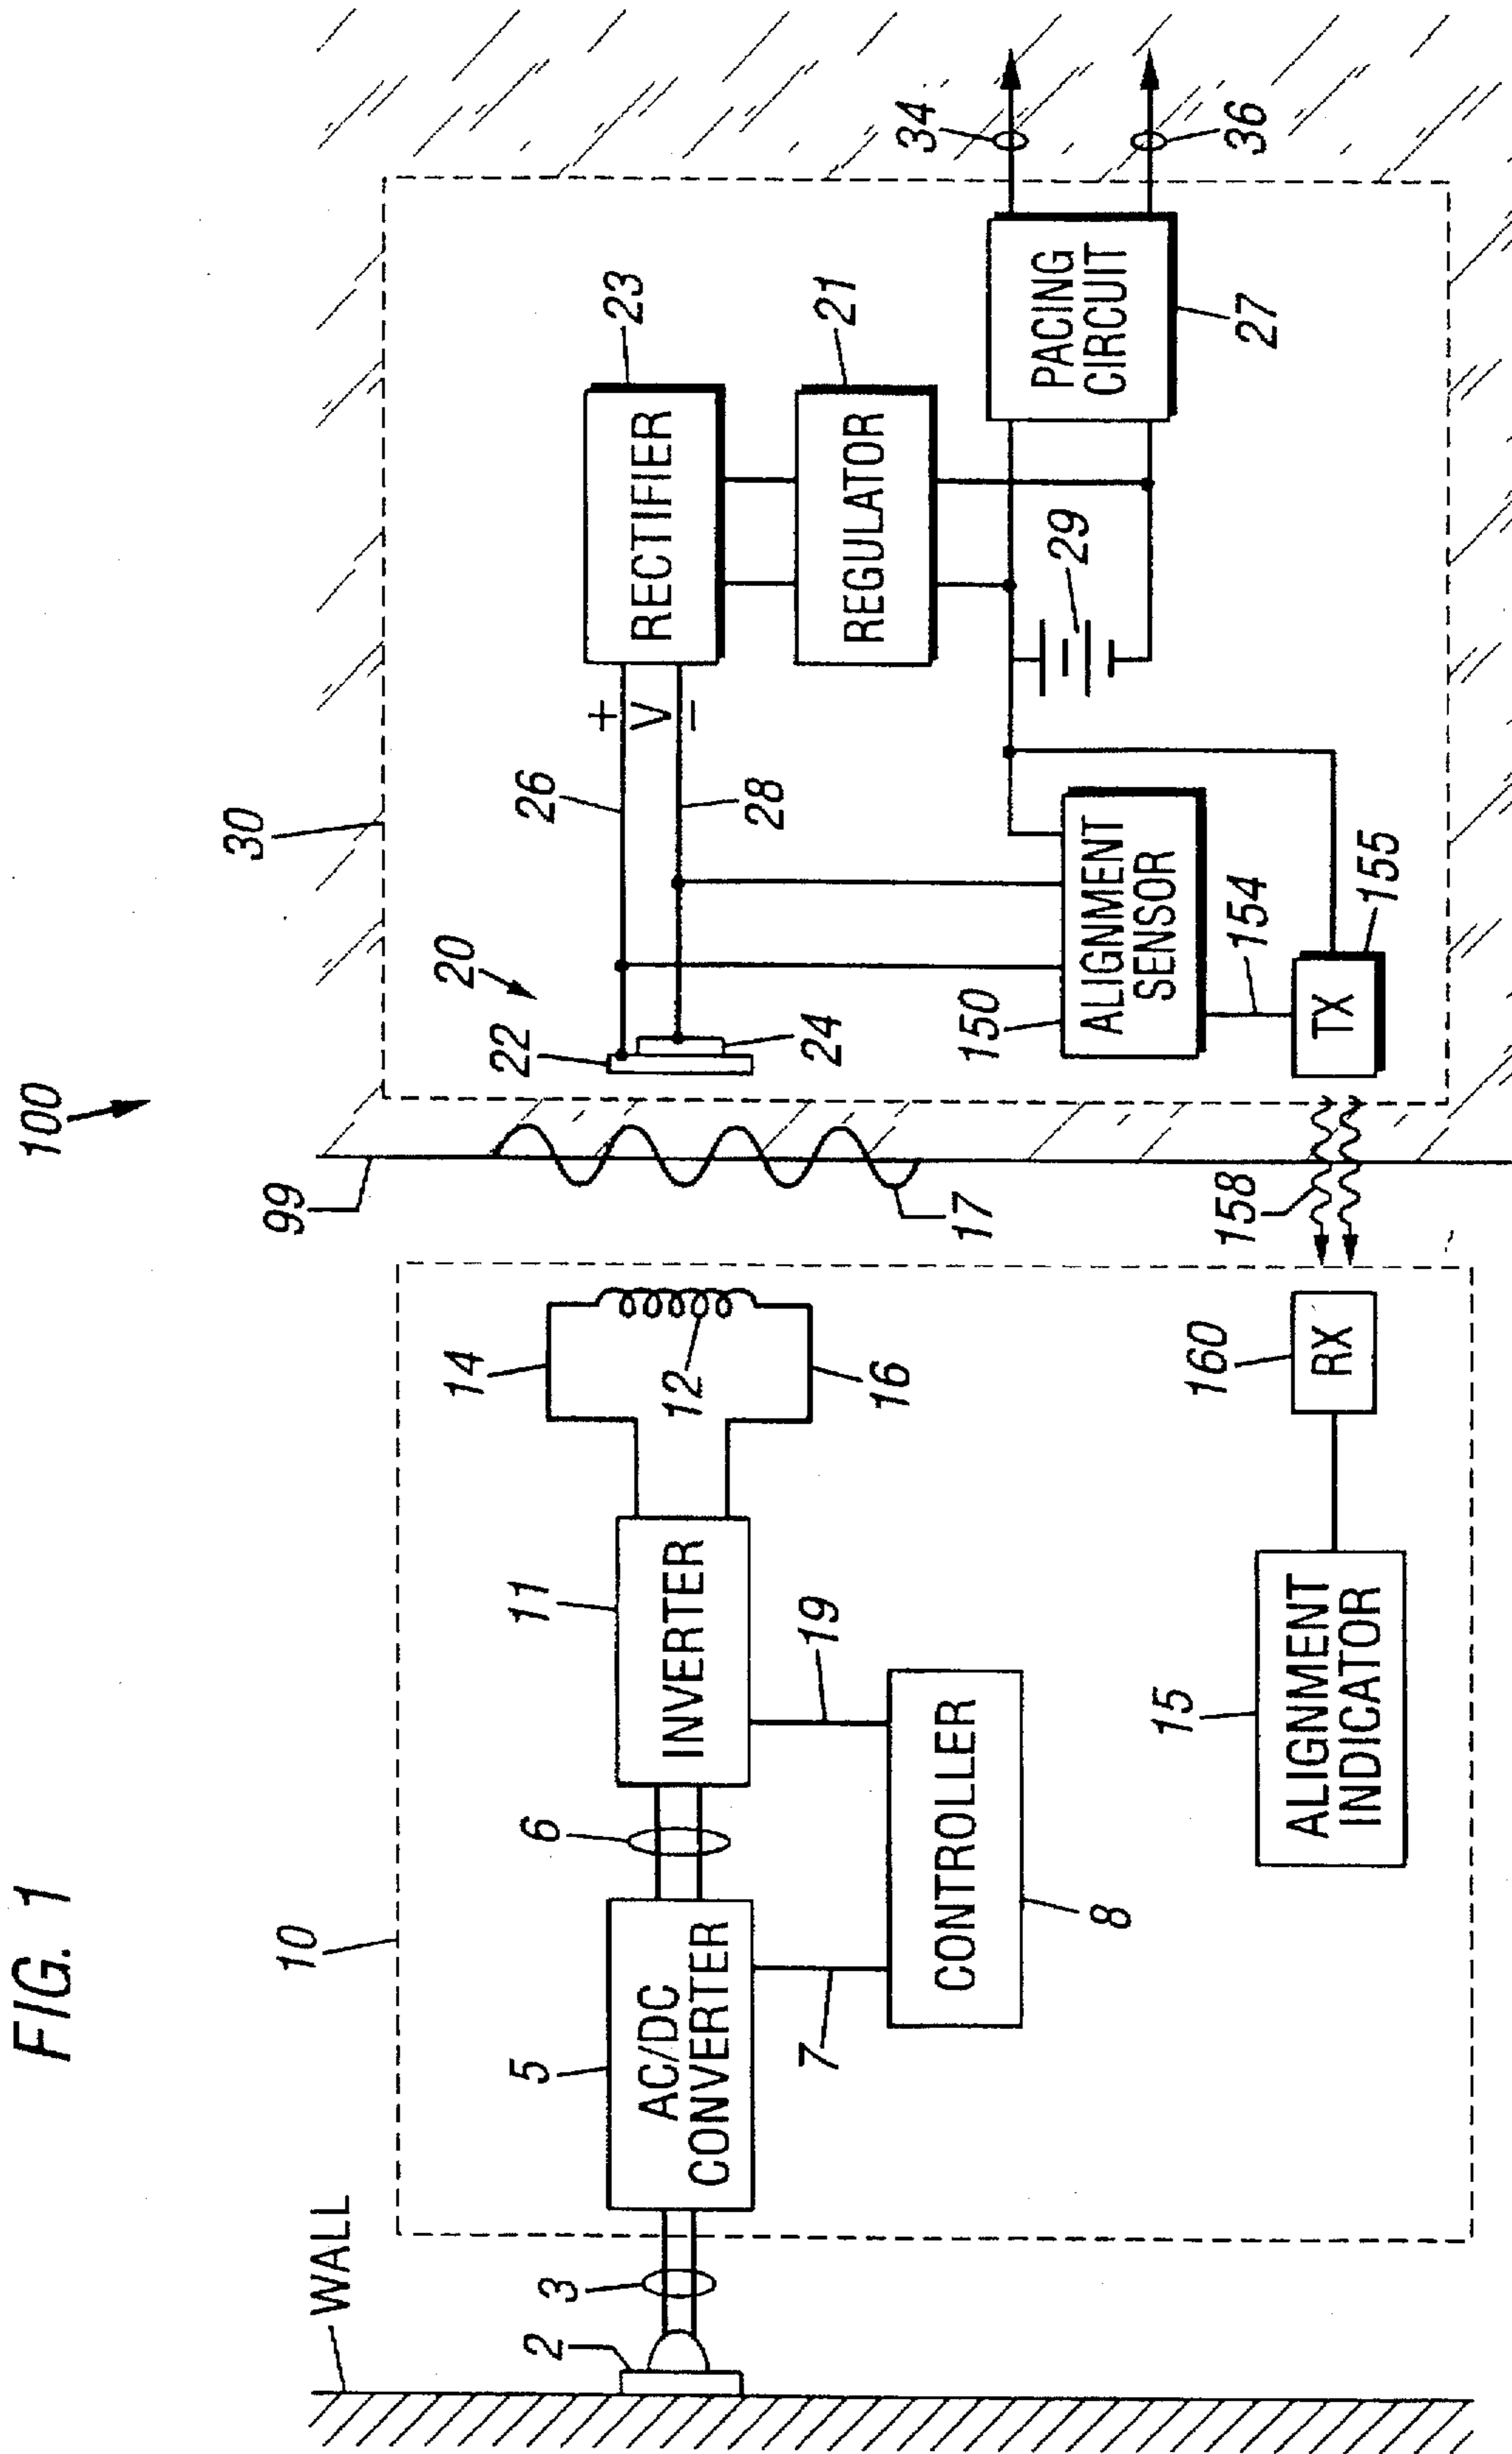 FIG. 1
100
WALL
10
99
30
2
3
5
AC/DC
CONVERTER
6
11
INVERTER
14
12
16
7
19
CONTROLLER
8
15
ALIGNMENT
INDICATOR
160
RX
17
158
20
22
24
26
28
+
V
−
23
RECTIFIER
21
REGULATOR
29
PACING
CIRCUIT
27
34
36
150
ALIGNMENT
SENSOR
154
TX
155